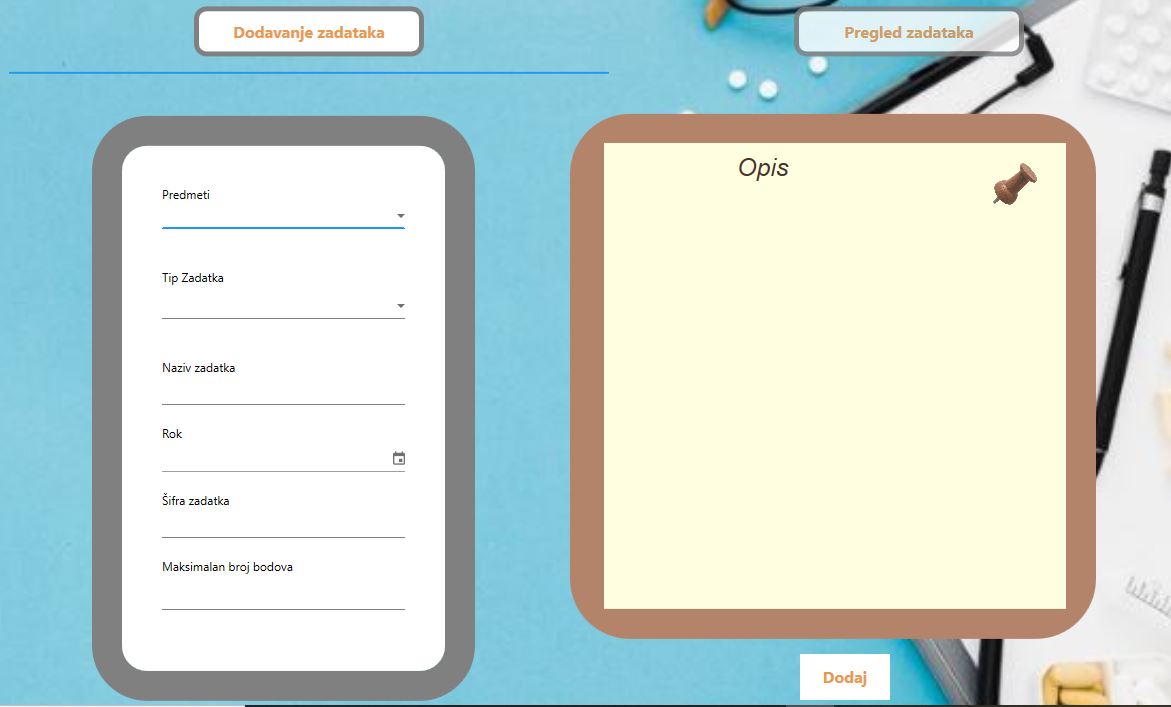 Dodavanje zadataka
Pregled zadataka
Predmeti
Tip Zadatka
Naziv zadatka
Rok
Šifra zadatka
Maksimalan broj bodova
Opis
Dodaj